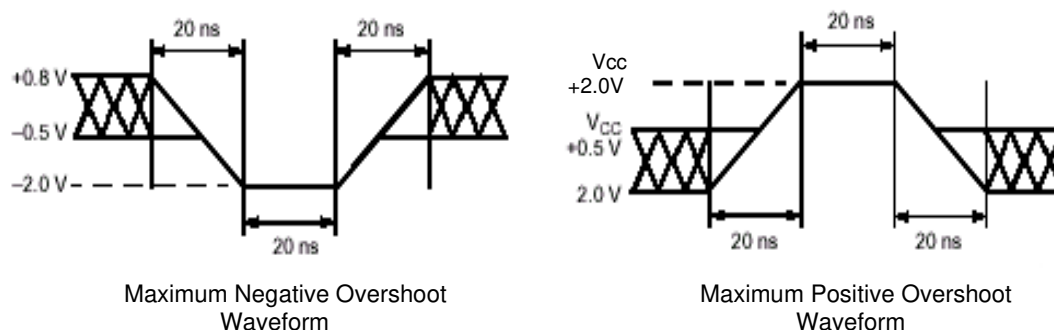 20 ns
20 ns
+0.8 V
–0.5 V
–2.0 V
20 ns
Maximum Negative Overshoot
Waveform
20 ns
Vcc
+2.0V
VCC
+0.5 V
2.0 V
20 ns
20 ns
Maximum Positive Overshoot
Waveform